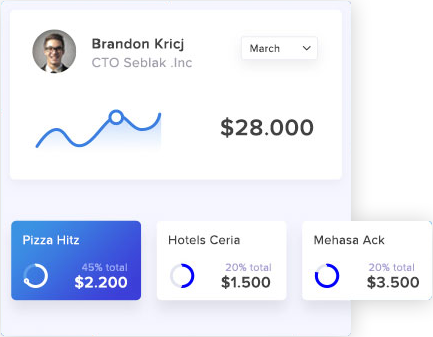 Brandon Kricj
CTO Seblak .Inc
March
$28.000
Pizza Hitz
45% total
$2.200
Hotels Ceria
20% total
$1.500
Mehasa Ack
20% total
$3.500